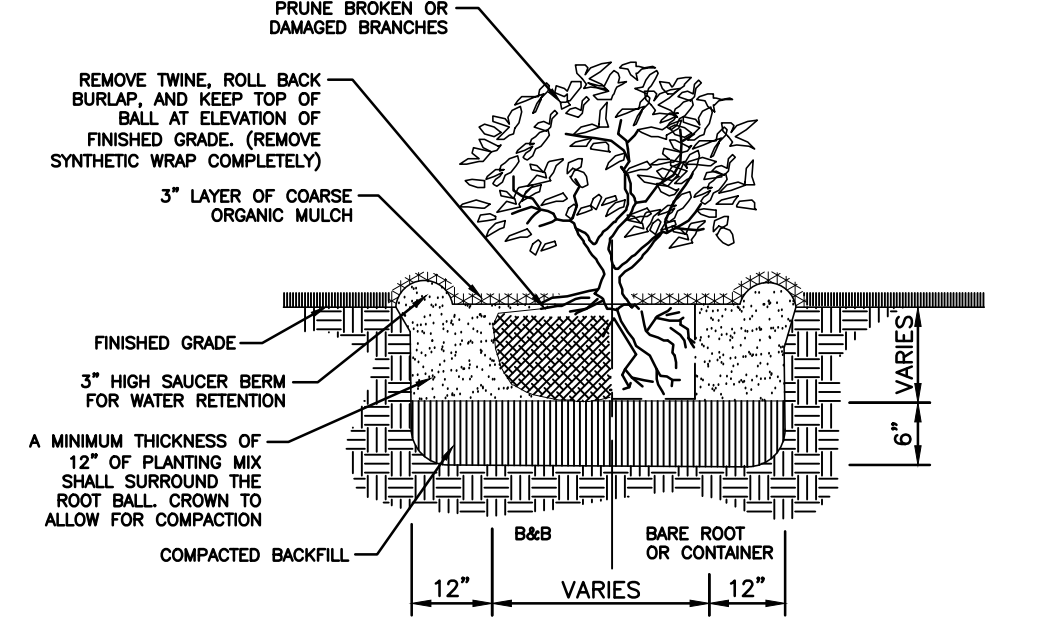 PRUNE BROKEN OR
DAMAGED BRANCHES
REMOVE TWINE, ROLL BACK
BURLAP, AND KEEP TOP OF
BALL AT ELEVATION OF
FINISHED GRADE. (REMOVE
SYNTHETIC WRAP COMPLETELY)
3" LAYER OF COARSE
ORGANIC MULCH
FINISHED GRADE
3" HIGH SAUCER BERM
FOR WATER RETENTION
A MINIMUM THICKNESS OF
12" OF PLANTING MIX
SHALL SURROUND THE
ROOT BALL. CROWN TO
ALLOW FOR COMPACTION
COMPACTED BACKFILL
B&B
BARE ROOT
OR CONTAINER
12"
VARIES
12"
VARIES
6"